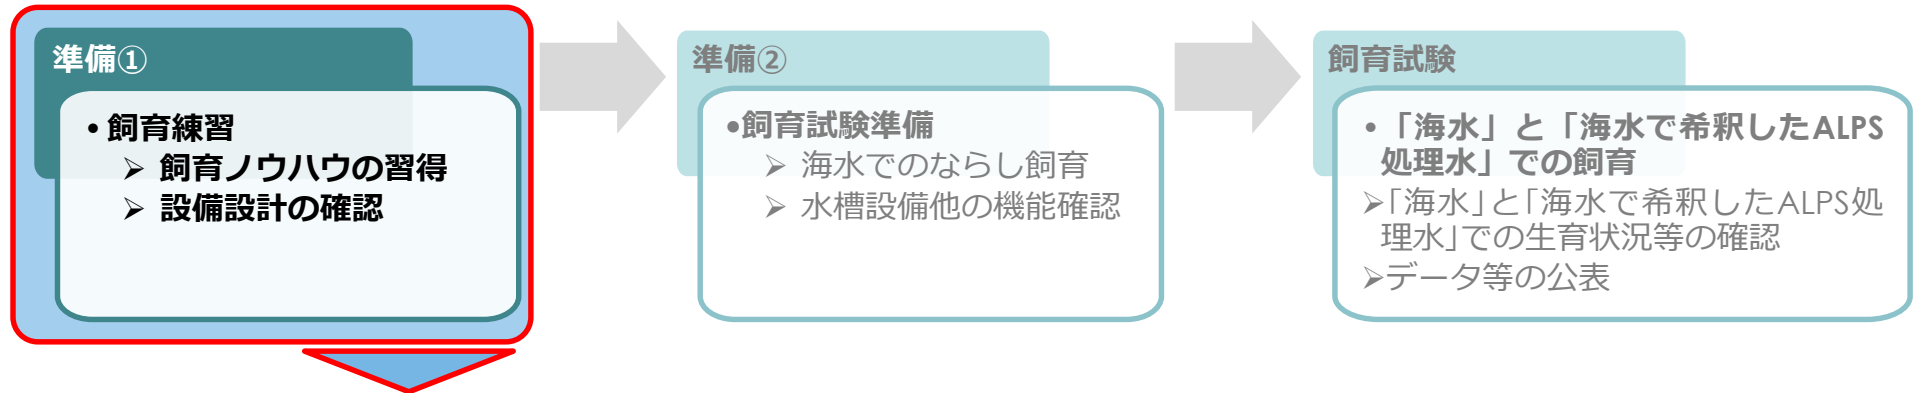 準備①
• 飼育練習
➢ 飼育ノウハウの習得
➢ 設備設計の確認
準備②
•飼育試験準備
➢ 海水でのならし飼育
➢ 水槽設備他の機能確認
飼育試験
• 「海水」と「海水で希釈したALPS
処理水」での飼育
➢「海水」と「海水で希釈したALPS処
理水」での生育状況等の確認
➢データ等の公表